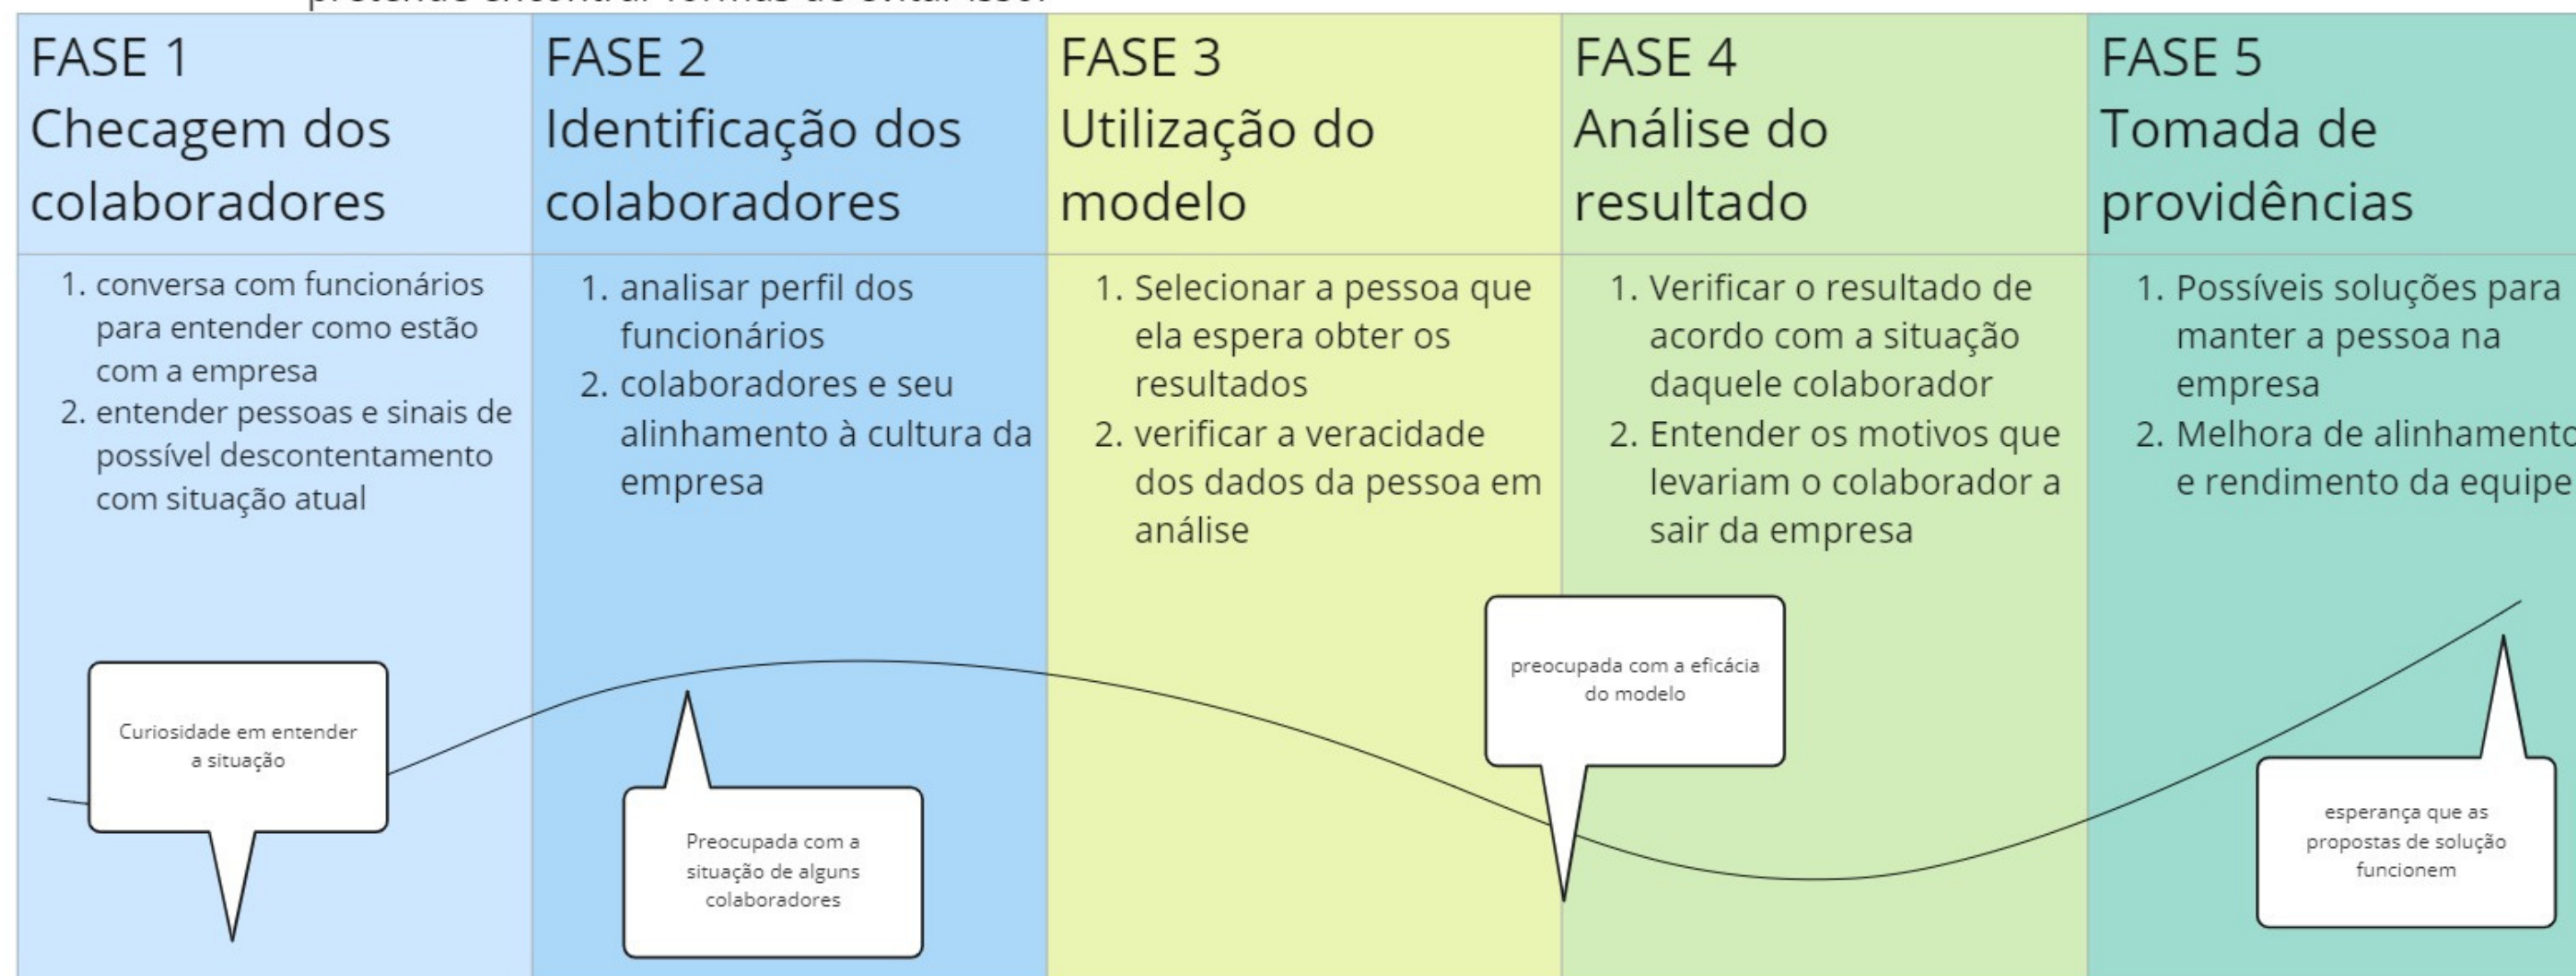 pretende encontrar formas de evitar isso.
FASE 1
Checagem dos
colaboradores
FASE 2
Identificação dos
colaboradores
FASE 3
Utilização do
modelo
FASE 4
Análise do
resultado
FASE 5
Tomada de
providências
1. conversa com funcionários
para entender como estão
com a empresa
2. entender pessoas e sinais de
possível descontentamento
com situação atual
1. analisar perfil dos
funcionários
2. colaboradores e seu
alinhamento à cultura da
empresa
1. Selecionar a pessoa que
ela espera obter os
resultados
2. verificar a veracidade
dos dados da pessoa em
análise
1. Verificar o resultado de
acordo com a situação
daquele colaborador
2. Entender os motivos que
levariam o colaborador a
sair da empresa
1. Possíveis soluções para
manter a pessoa na
empresa
2. Melhora de alinhamento
e rendimento da equipe
Curiosidade em entender
a situação
Preocupada com a
situação de alguns
colaboradores
preocupada com a eficácia
do modelo
esperança que as
propostas de solução
funcionem